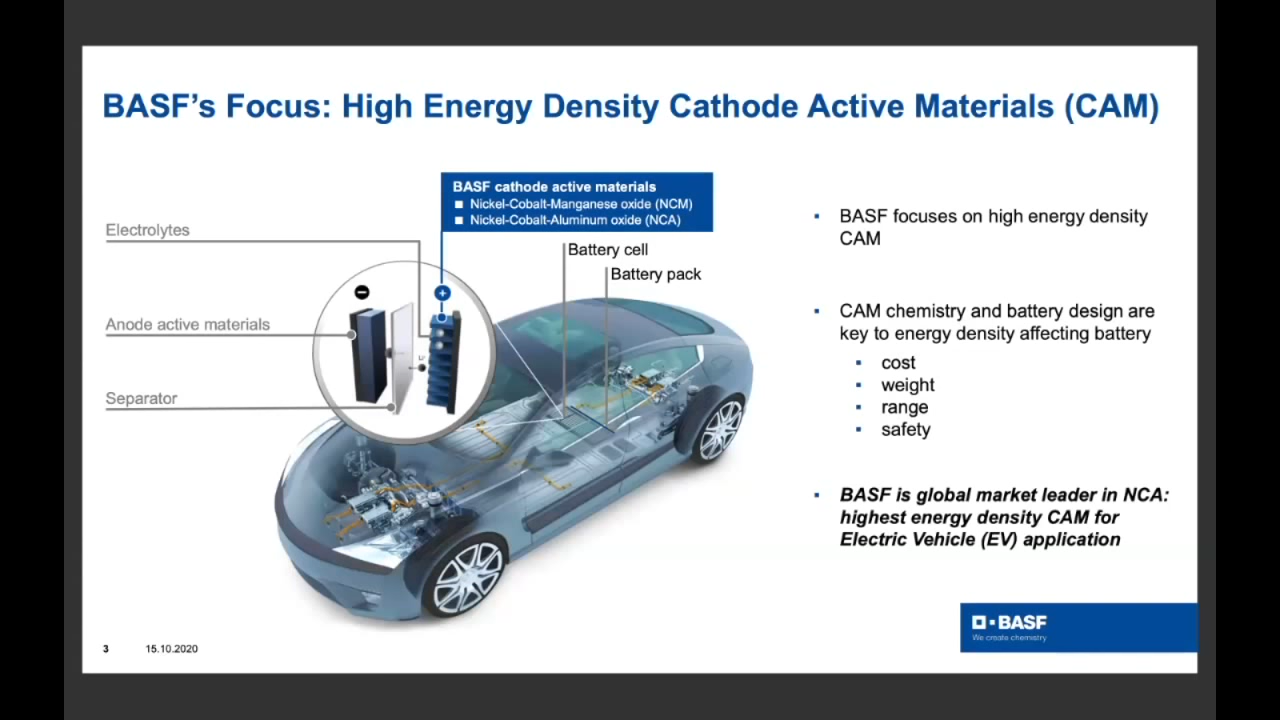 BASF's Focus: High Energy Density Cathode Active Materials (CAM)
BASF cathode active materials
Nickel-Cobalt-Manganese oxide (NCM)
Nickel-Cobalt-Aluminum oxide (NCA)
Electrolytes
Battery cell
Battery pack
Anode active materials
Separator
▪ BASF focuses on high energy density
CAM
▪ CAM chemistry and battery design are
key to energy density affecting battery
▪ cost
▪ weight
▪ range
▪ safety
▪ BASF is global market leader in NCA:
highest energy density CAM for
Electric Vehicle (EV) application
BASF
We create chemistry
3 15.10.2020